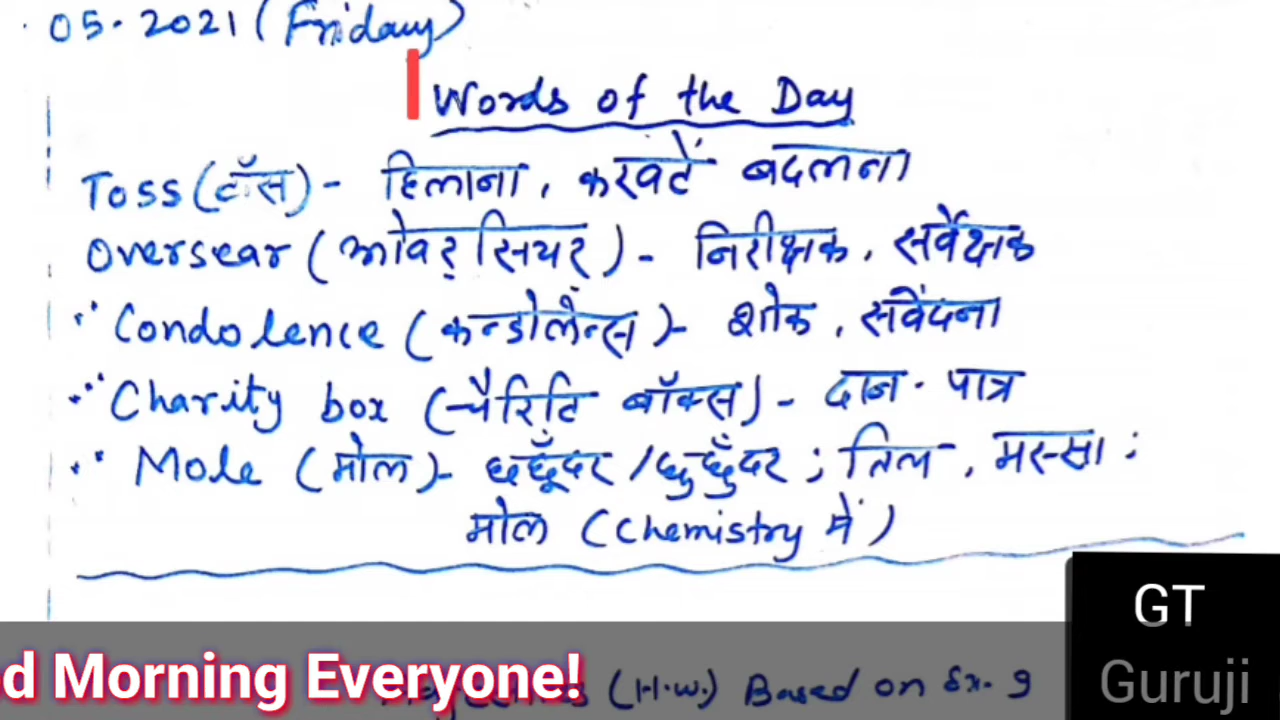 05.2021 (Friday)
Words of the Day
Toss (टॉस) - हिलाना, करवटें बदलना
Oversear (ओवर्सियर्) - निरीक्षक, सर्वेक्षक
Condolence (कन्डोलेन्स) - शोक, संवेदना
Charity box (चैरिटि बॉक्स) - दान-पात्र
Mole (मोल) - छछूँदर / छुछुँदर ; तिल, मस्सा ;
मोल (Chemistry में)
d Morning Everyone!
(H.W.) Based on Ex. 9
GT
Guruji